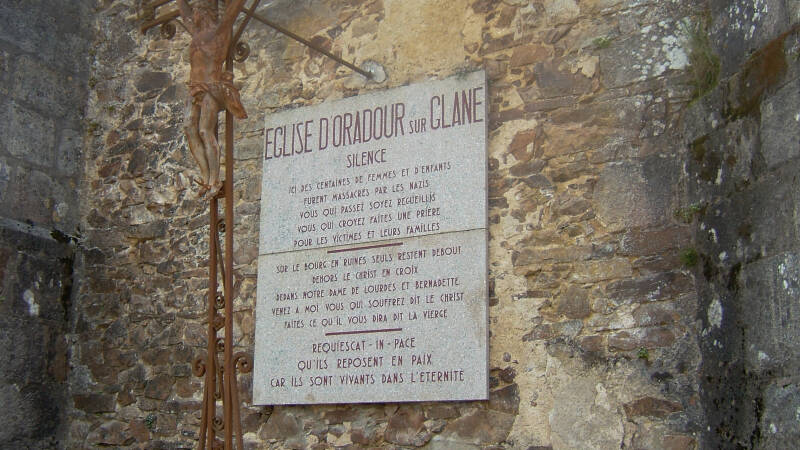 EGLISE D'ORADOUR SUR GLANE
SILENCE
ICI DES CENTAINES DE FEMMES ET D'ENFANTS
FURENT MASSACRÉS PAR LES NAZIS
VOUS QUI PASSEZ SOYEZ RECUEILLIS
VOUS QUI CROYEZ FAITES UNE PRIÈRE
POUR LES VICTIMES ET LEURS FAMILLES
SUR LE BOURG EN RUINES SEULS RESTENT DEBOUT
DEHORS LE CHRIST EN CROIX
DEDANS NOTRE DAME DE LOURDES ET BERNADETTE
VENEZ A MOI VOUS QUI SOUFFREZ DIT LE CHRIST
FAITES CE QU'IL VOUS DIRA DIT LA VIERGE
REQUIESCAT-IN-PACE
QU'ILS REPOSENT EN PAIX
CAR ILS SONT VIVANTS DANS L'ÉTERNITÉ